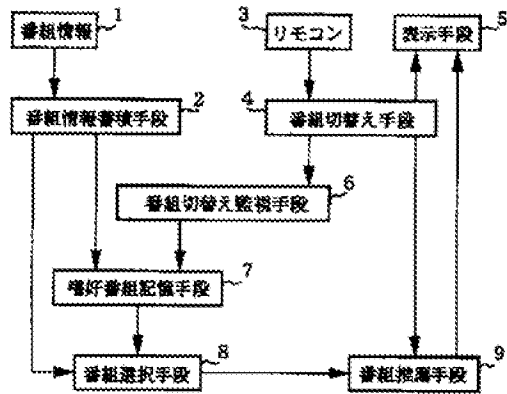 1
番組情報
3
リモコン
5
表示手段
2
番組情報蓄積手段
4
番組切替え手段
6
番組切替え監視手段
7
嗜好番組記憶手段
8
番組選択手段
9
番組推薦手段